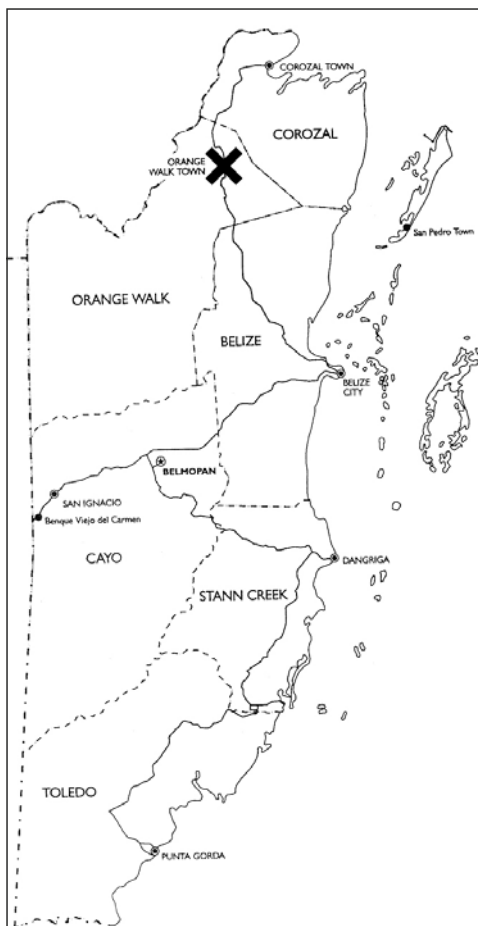 COROZAL TOWN
COROZAL
ORANGE
WALK TOWN
San Pedro Town
ORANGE WALK
BELIZE
BELIZE
CITY
BELMOPAN
SAN IGNACIO
Benque Viejo del Carmen
CAYO
DANGRIGA
STANN CREEK
TOLEDO
PUNTA GORDA